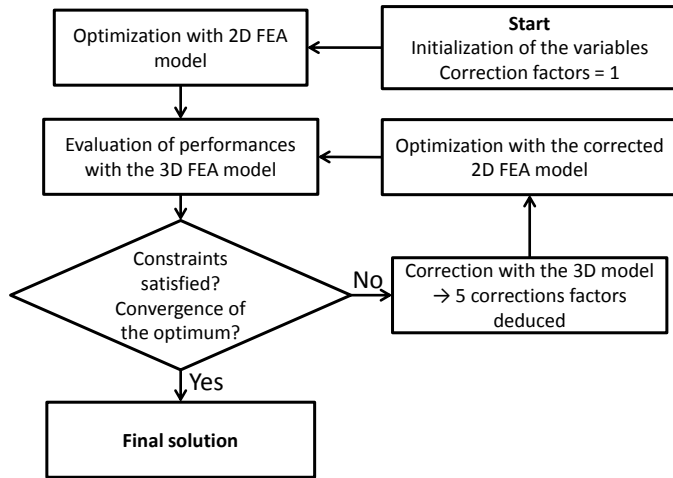 Start
Initialization of the variables
Correction factors = 1
Optimization with 2D FEA
model
Evaluation of performances
with the 3D FEA model
Constraints
satisfied?
Convergence of
the optimum?
No
Correction with the 3D model
→ 5 corrections factors
deduced
Optimization with the corrected
2D FEA model
Yes
Final solution